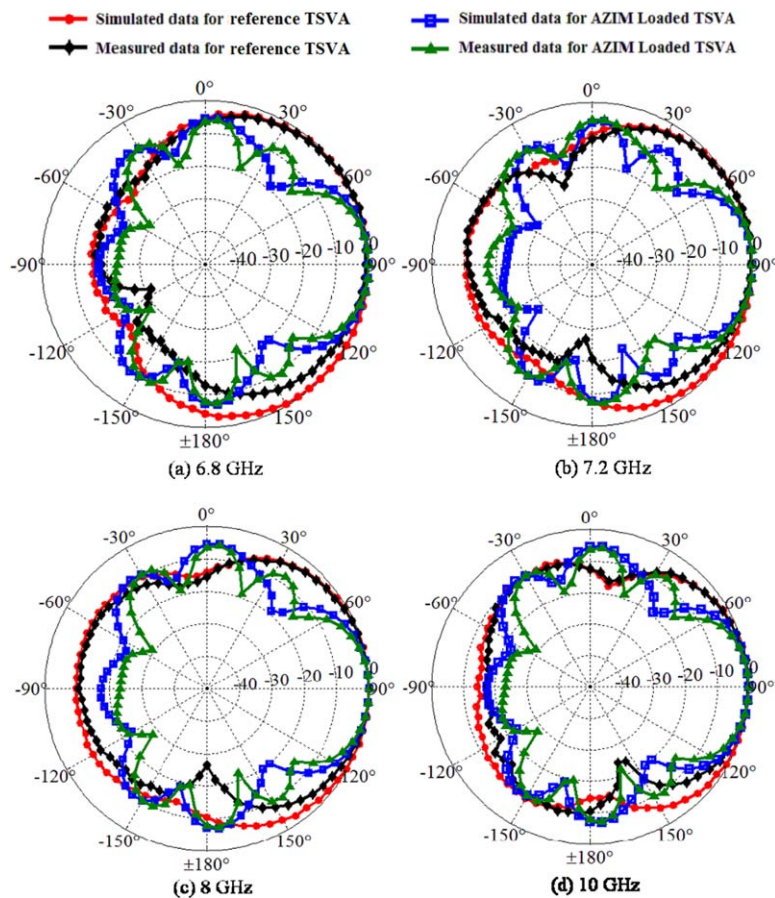 Simulated data for reference TSVA Simulated data for AZIM Loaded TSVA
Measured data for reference TSVA Measured data for AZIM Loaded TSVA
0° 0°
-30° 30° -30° 30°
-60° 60° -60° 60°
-90° -40 -30 -20 -10 0 90° -90° -40 -30 -20 -10 0 90°
-120° 120° -120° 120°
-150° 150° -150° 150°
±180° ±180°
(a) 6.8 GHz (b) 7.2 GHz
0° 0°
-30° 30° -30° 30°
-60° 60° -60° 60°
-90° -40 -30 -20 -10 0 90° -90° -40 -30 -20 -10 0 90°
-120° 120° -120° 120°
-150° 150° -150° 150°
±180° ±180°
(c) 8 GHz (d) 10 GHz